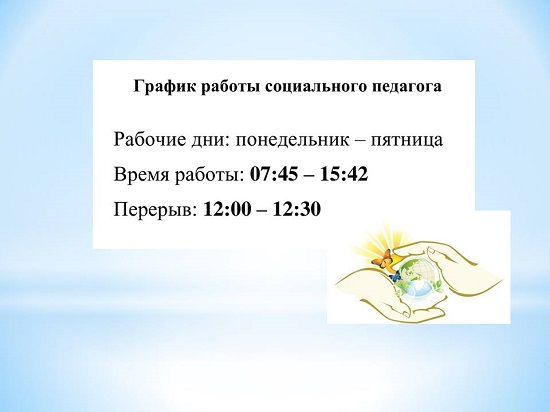 График работы социального педагога
Рабочие дни: понедельник – пятница
Время работы: 07:45 – 15:42
Перерыв: 12:00 – 12:30